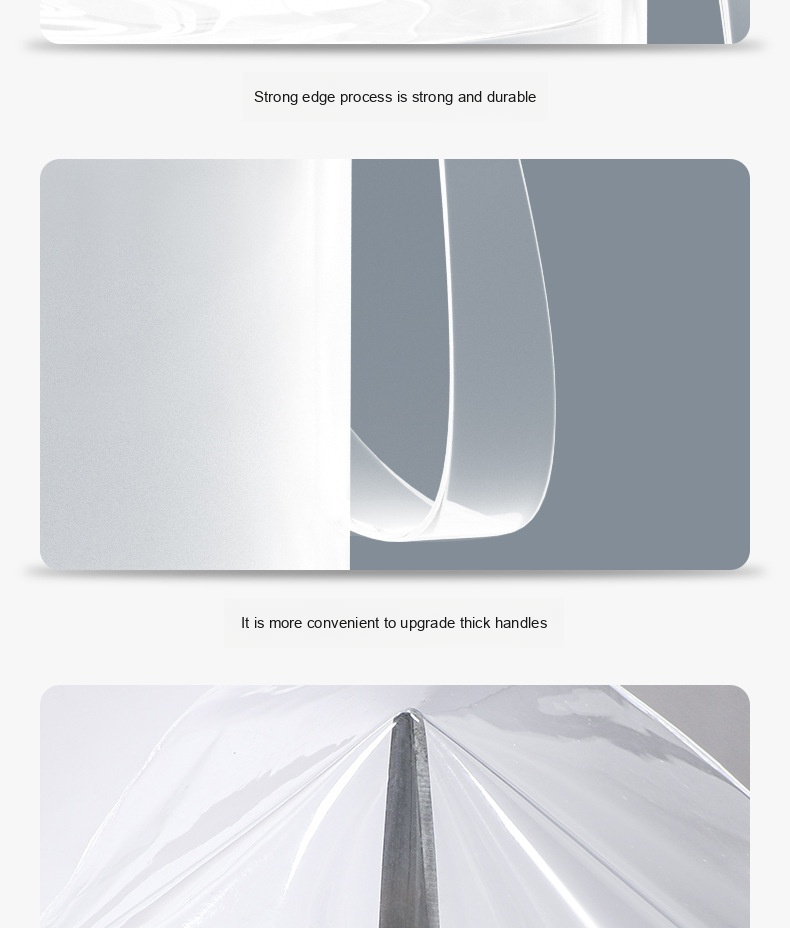 Strong edge process is strong and durable
It is more convenient to upgrade thick handles